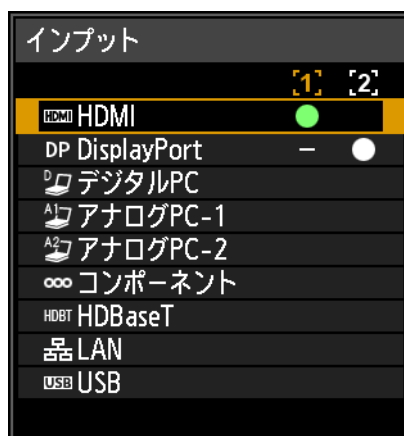 インプット
[1] [2]
HDMI HDMI
DP DisplayPort –
D デジタルPC
A1 アナログPC-1
A2 アナログPC-2
コンポーネント
HDBT HDBaseT
LAN
USB USB